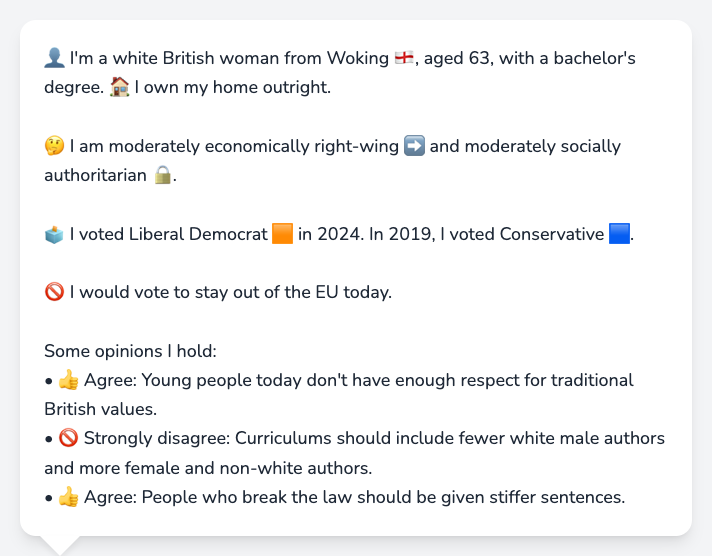 👤 I'm a white British woman from Woking 🏴󠁧󠁢󠁥󠁮󠁧󠁿, aged 63, with a bachelor's
degree. 🏠 I own my home outright.
🤔 I am moderately economically right-wing ➡️ and moderately socially
authoritarian 🔒.
🗳️ I voted Liberal Democrat 🟧 in 2024. In 2019, I voted Conservative 🟦.
🚫 I would vote to stay out of the EU today.
Some opinions I hold:
• 👍 Agree: Young people today don't have enough respect for traditional
British values.
• 🚫 Strongly disagree: Curriculums should include fewer white male authors
and more female and non-white authors.
• 👍 Agree: People who break the law should be given stiffer sentences.